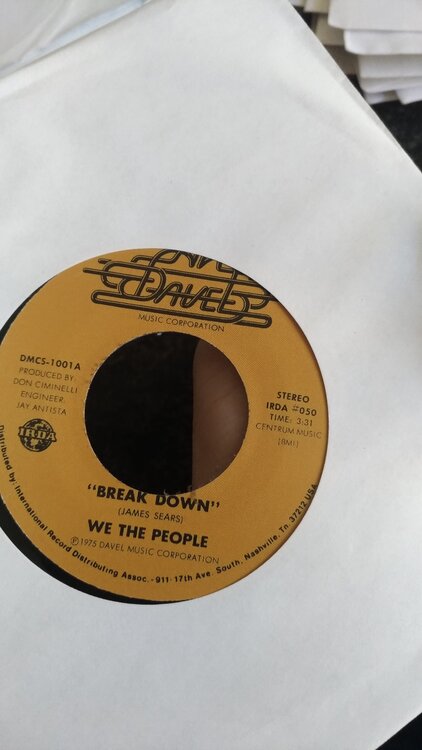 DAVEL
MUSIC CORPORATION
DMCS-1001A
PRODUCED BY:
DON CIMINELLI
ENGINEER:
JAY ANTISTA
IRDA
STEREO
IRDA #050
TIME: 3:31
CENTRUM MUSIC
(BMI)
"BREAK DOWN"
(JAMES SEARS)
WE THE PEOPLE
℗1975 DAVEL MUSIC CORPORATION
Distributed by: International Record Distributing Assoc. - 911-17th Ave. South, Nashville, Tn. 37212 USA